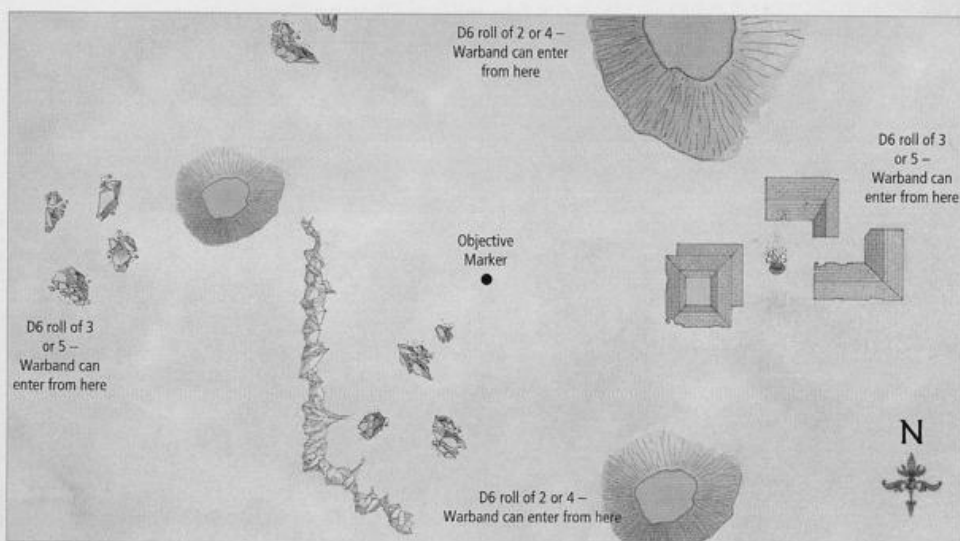 D6 roll of 2 or 4 –
Warband can enter
from here
D6 roll of 3
or 5 –
Warband can
enter from here
Objective
Marker
D6 roll of 3
or 5 –
Warband can
enter from here
N
D6 roll of 2 or 4 –
Warband can enter from here